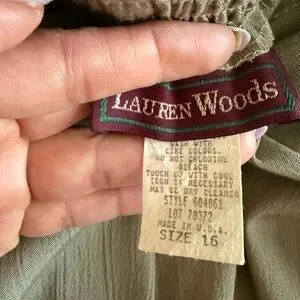 LAUREN Woods
WASH WITH
LIKE COLORS.
DO NOT CHLORINE
BLEACH
TOUCH UP WITH COOL
IRON IF NECESSARY
MAY BE DRY CLEANED
STYLE 604861
LOT 70372
MADE IN U.S.A.
SIZE 16